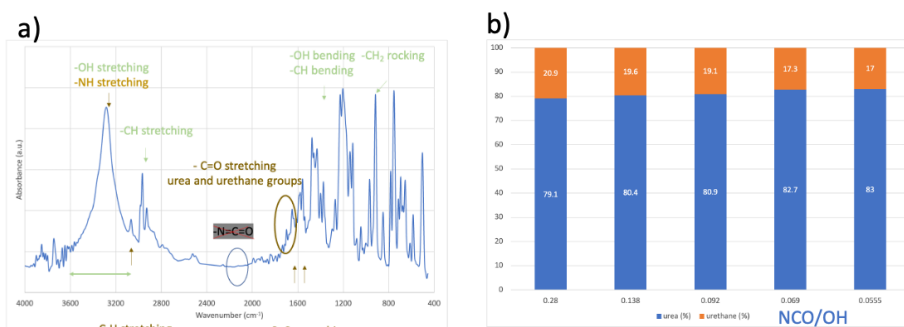 a)
-OH stretching
-NH stretching
-CH stretching
-OH bending -CH₂ rocking
-CH bending
- C=O stretching
urea and urethane groups
-N=C=O
Absorbance (a.u.)
4000 3600 3200 2800 2400 2000 1600 1200 800 400
Wavenumber (cm⁻¹)
b)
100
90
80
70
60
50
40
30
20
10
0
20.9 19.6 19.1 17.3 17
79.1 80.4 80.9 82.7 83
0.28 0.138 0.092 0.069 0.0555
urea (%) urethane (%)
NCO/OH